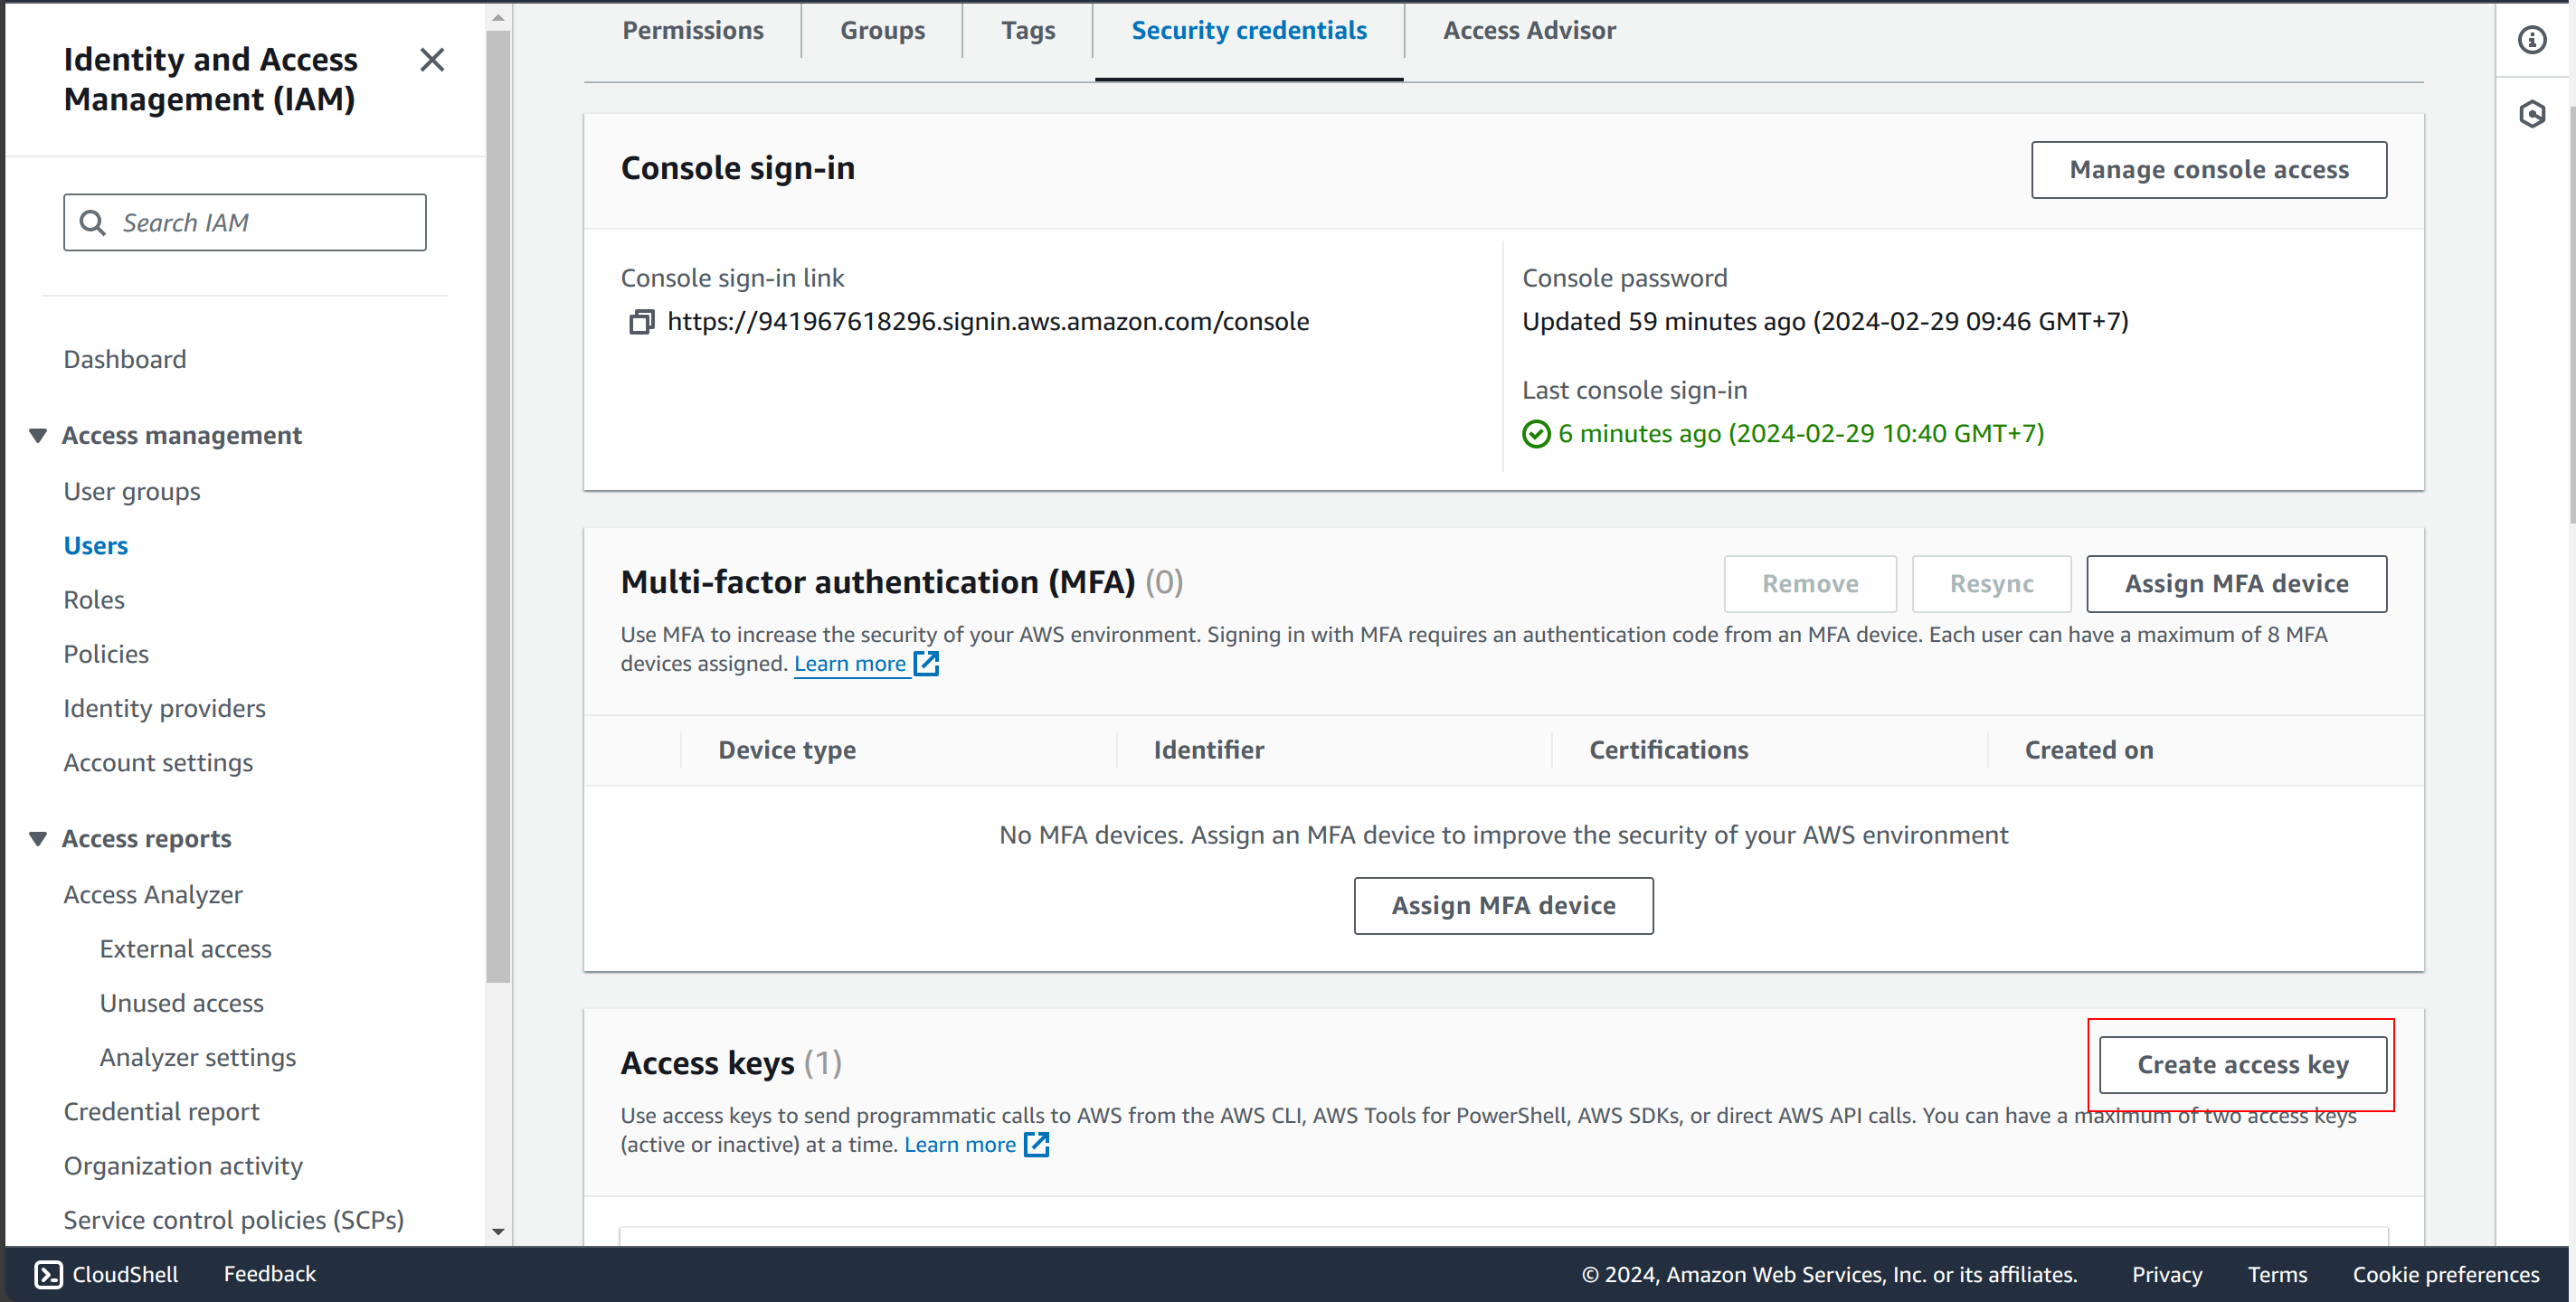 Identity and Access
Management (IAM)
Search IAM
Dashboard
Access management
User groups
Users
Roles
Policies
Identity providers
Account settings
Access reports
Access Analyzer
External access
Unused access
Analyzer settings
Credential report
Organization activity
Service control policies (SCPs)
Permissions
Groups
Tags
Security credentials
Access Advisor
Console sign-in
Manage console access
Console sign-in link
https://941967618296.signin.aws.amazon.com/console
Console password
Updated 59 minutes ago (2024-02-29 09:46 GMT+7)
Last console sign-in
6 minutes ago (2024-02-29 10:40 GMT+7)
Multi-factor authentication (MFA) (0)
Remove
Resync
Assign MFA device
Use MFA to increase the security of your AWS environment. Signing in with MFA requires an authentication code from an MFA device. Each user can have a maximum of 8 MFA
devices assigned. Learn more
Device type
Identifier
Certifications
Created on
No MFA devices. Assign an MFA device to improve the security of your AWS environment
Assign MFA device
Access keys (1)
Create access key
Use access keys to send programmatic calls to AWS from the AWS CLI, AWS Tools for PowerShell, AWS SDKs, or direct AWS API calls. You can have a maximum of two access keys
(active or inactive) at a time. Learn more
CloudShell
Feedback
© 2024, Amazon Web Services, Inc. or its affiliates.
Privacy
Terms
Cookie preferences